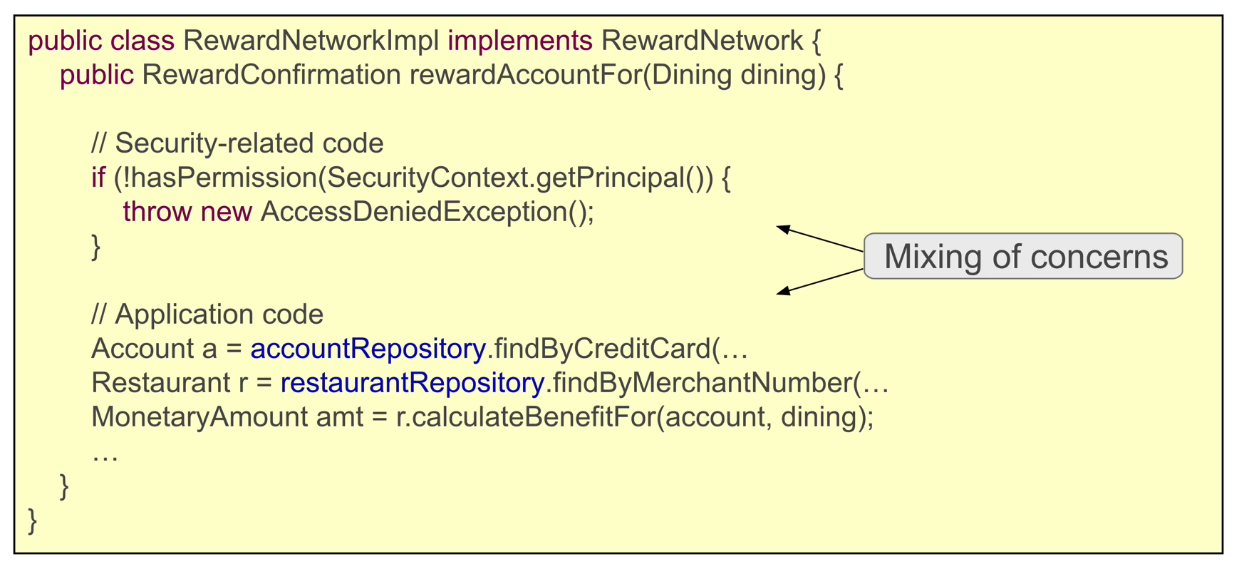 public class RewardNetworkImpl implements RewardNetwork {
public RewardConfirmation rewardAccountFor(Dining dining) {
// Security-related code
if (!hasPermission(SecurityContext.getPrincipal()) {
throw new AccessDeniedException();
}
Mixing of concerns
// Application code
Account a = accountRepository.findByCreditCard(…
Restaurant r = restaurantRepository.findByMerchantNumber(…
MonetaryAmount amt = r.calculateBenefitFor(account, dining);
…
}
}